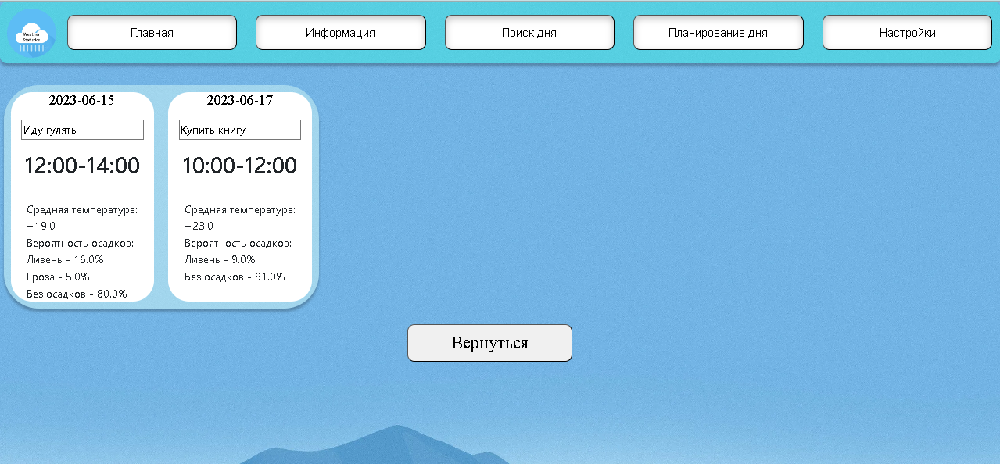 Weather
Statistics
Главная
Информация
Поиск дня
Планирование дня
Настройки
2023-06-15
Иду гулять
12:00-14:00
Средняя температура:
+19.0
Вероятность осадков:
Ливень - 16.0%
Гроза - 5.0%
Без осадков - 80.0%
2023-06-17
Купить книгу
10:00-12:00
Средняя температура:
+23.0
Вероятность осадков:
Ливень - 9.0%
Без осадков - 91.0%
Вернуться